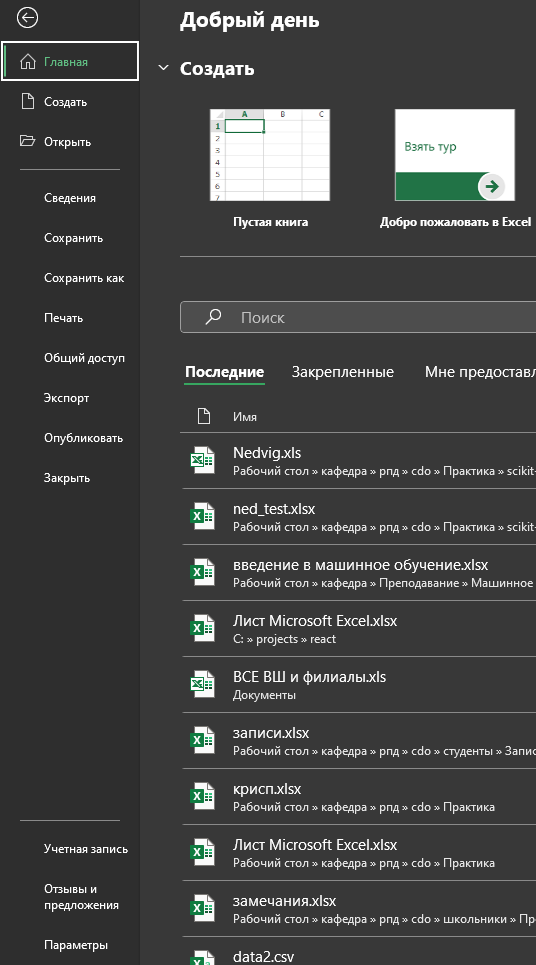 Добрый день
Главная
Создать
Открыть
Сведения
Сохранить
Сохранить как
Печать
Общий доступ
Экспорт
Опубликовать
Закрыть
Учетная запись
Отзывы и
предложения
Параметры
Создать
A B C
1
2
3
4
5
6
7
Взять тур
Пустая книга
Добро пожаловать в Excel
Поиск
Последние Закрепленные Мне предоставл
Имя
Nedvig.xls
Рабочий стол » кафедра » рпд » cdo » Практика » scikit-
ned_test.xlsx
Рабочий стол » кафедра » рпд » cdo » Практика » scikit-
введение в машинное обучение.xlsx
Рабочий стол » кафедра » Преподавание » Машинное
Лист Microsoft Excel.xlsx
C: » projects » react
ВСЕ ВШ и филиалы.xls
Документы
записи.xlsx
Рабочий стол » кафедра » рпд » cdo » студенты » Запис
крисп.xlsx
Рабочий стол » кафедра » рпд » cdo » Практика
Лист Microsoft Excel.xlsx
Рабочий стол » кафедра » рпд » cdo » Практика
замечания.xlsx
Рабочий стол » кафедра » рпд » cdo » школьники » Пр
data2.csv